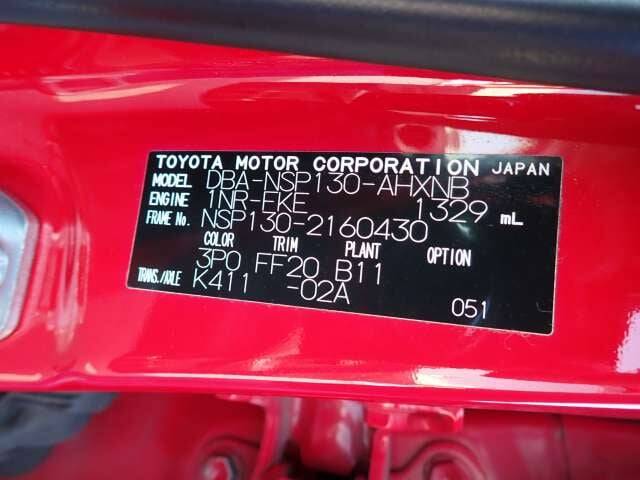 TOYOTA MOTOR CORPORATION JAPAN
MODEL DBA-NSP130-AHXNB
ENGINE 1NR-FKE 1329 mL
FRAME No. NSP130-2160430
COLOR TRIM PLANT OPTION
3P0 FF20 B11
TRANS./AXLE K411 -02A
051